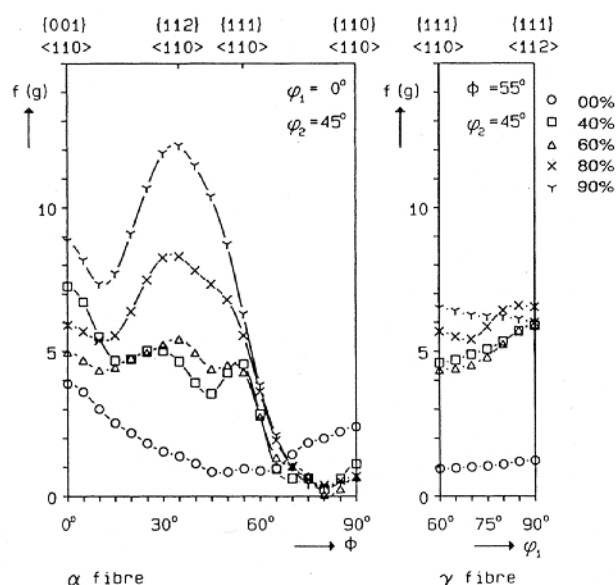 {001} {112} {111} {110} {111} {111}
<110> <110> <110> <110> <110> <112>
f(g) φ₁ = 0° f(g) ϕ =55°
φ₂ =45° φ₂ =45°
○ 00%
□ 40%
△ 60%
× 80%
Y 90%
10 10
5 5
0 0
0° 30° 60° 90° 60° 75° 90°
ϕ φ₁
α fibre γ fibre